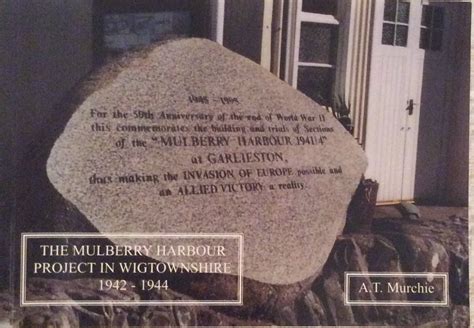 1945 - 1995
For the 50th Anniversary of the end of World War II
this commemorates the building and trials of Sections
of the "MULBERRY HARBOUR 1941/4"
at GARLIESTON,
thus making the INVASION OF EUROPE possible and
an ALLIED VICTORY a reality.
THE MULBERRY HARBOUR
PROJECT IN WIGTOWNSHIRE
1942 - 1944
A.T. Murchie